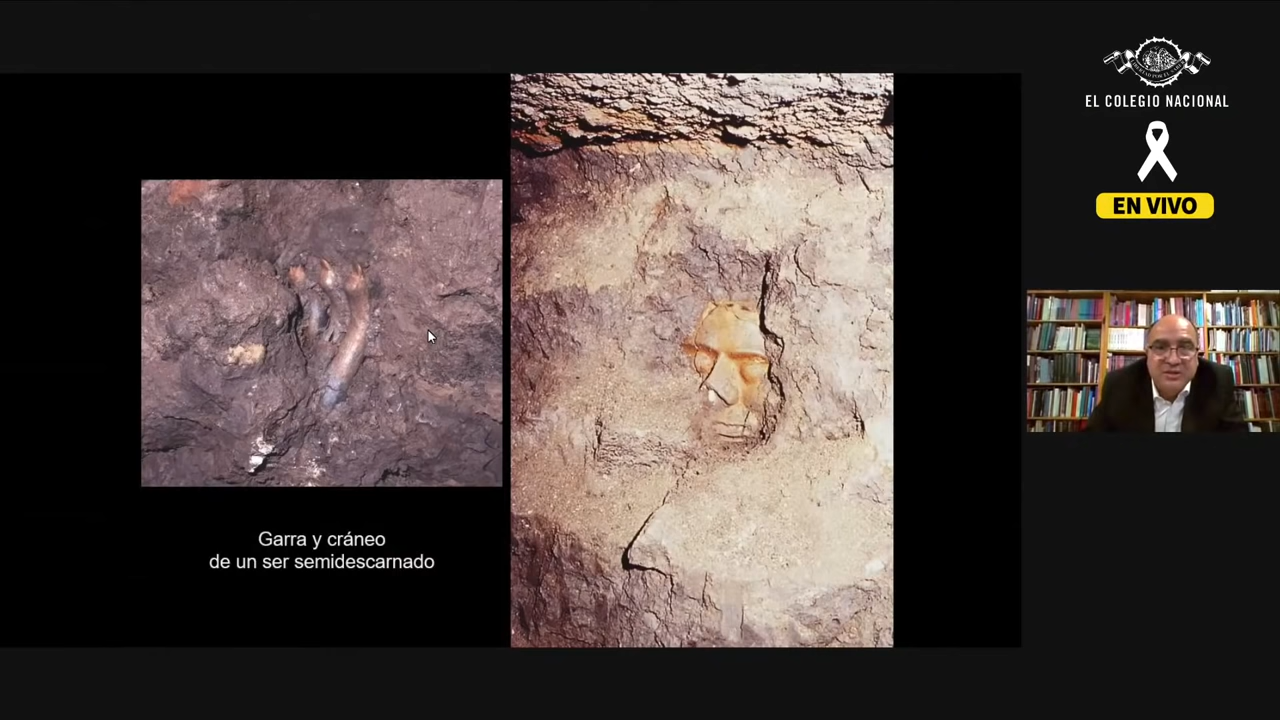 EL COLEGIO NACIONAL
EN VIVO
Garra y cráneo
de un ser semidescarnado